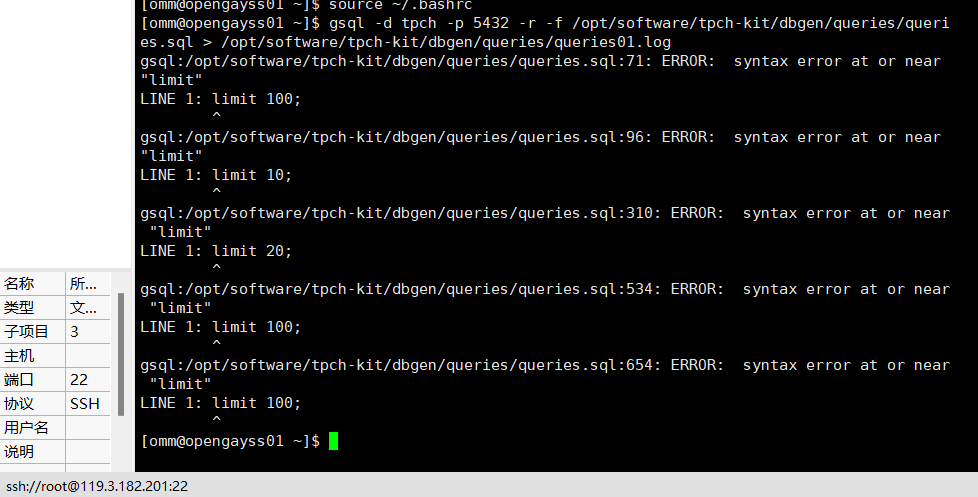 [omm@opengayss01 ~]$ source ~/.bashrc
[omm@opengayss01 ~]$ gsql -d tpch -p 5432 -r -f /opt/software/tpch-kit/dbgen/queries/queri
es.sql > /opt/software/tpch-kit/dbgen/queries/queries01.log
gsql:/opt/software/tpch-kit/dbgen/queries/queries.sql:71: ERROR:  syntax error at or near
"limit"
LINE 1: limit 100;
        ^
gsql:/opt/software/tpch-kit/dbgen/queries/queries.sql:96: ERROR:  syntax error at or near
"limit"
LINE 1: limit 10;
        ^
gsql:/opt/software/tpch-kit/dbgen/queries/queries.sql:310: ERROR:  syntax error at or near
 "limit"
LINE 1: limit 20;
        ^
gsql:/opt/software/tpch-kit/dbgen/queries/queries.sql:534: ERROR:  syntax error at or near
 "limit"
LINE 1: limit 100;
        ^
gsql:/opt/software/tpch-kit/dbgen/queries/queries.sql:654: ERROR:  syntax error at or near
 "limit"
LINE 1: limit 100;
        ^
[omm@opengayss01 ~]$
名称 所...
类型 文...
子项目 3
主机
端口 22
协议 SSH
用户名
说明
ssh://root@119.3.182.201:22